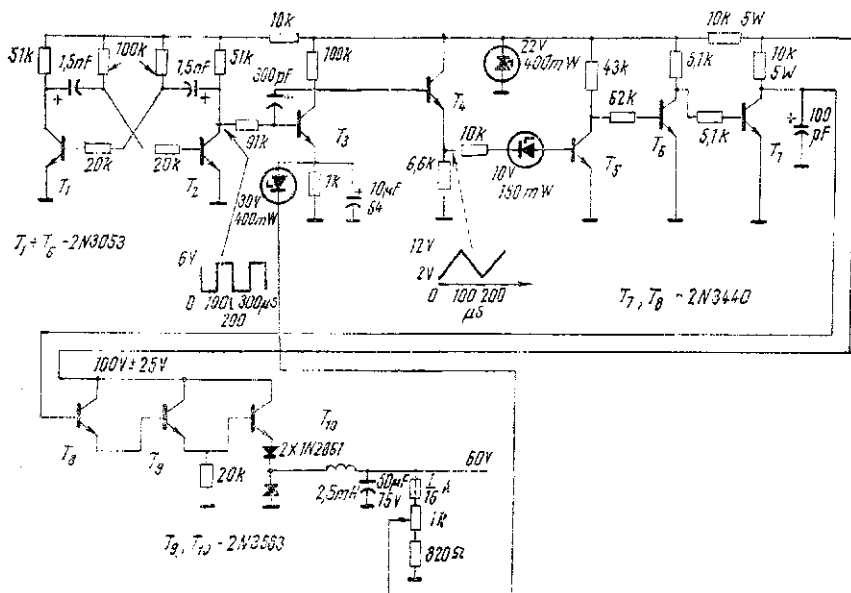 10k
10k 5W
51k
1,5nF
100k
1,5nF
51k
100k
300pF
22V
400mW
43k
5,1k
10k
5W
T4
10k
62k
91k
T3
20k
20k
T1
T2
6,6k
10V
150mW
T5
T6
5,1k
T7
100
pF
1k
10µF
64
30V
400mW
T1 ÷ T6 - 2N3053
6V
0 100 300µs
200
12V
2V
0 100 200
µs
T7, T8 - 2N3440
100V ± 25V
T8
T9
T10
20k
2X1N2861
2,5mH
50µF
75V
60V
1k
820Ω
T9, T10 - 2N3583